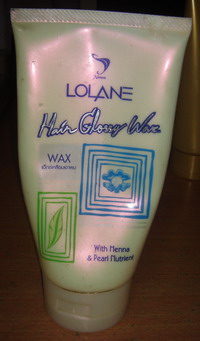 LOLANE
Hair Glossy Wax
WAX
With Henna
& Pearl Nutrient